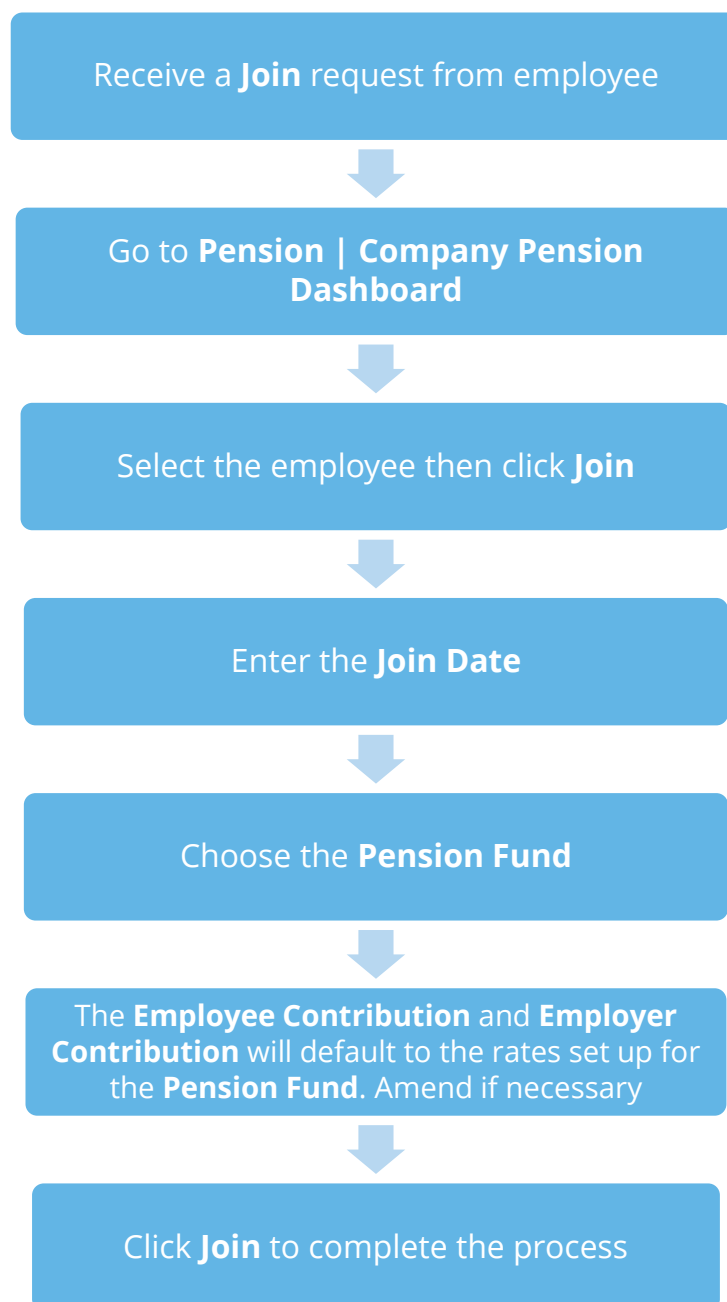 Receive a Join request from employee
Go to Pension | Company Pension
Dashboard
Select the employee then click Join
Enter the Join Date
Choose the Pension Fund
The Employee Contribution and Employer
Contribution will default to the rates set up for
the Pension Fund. Amend if necessary
Click Join to complete the process